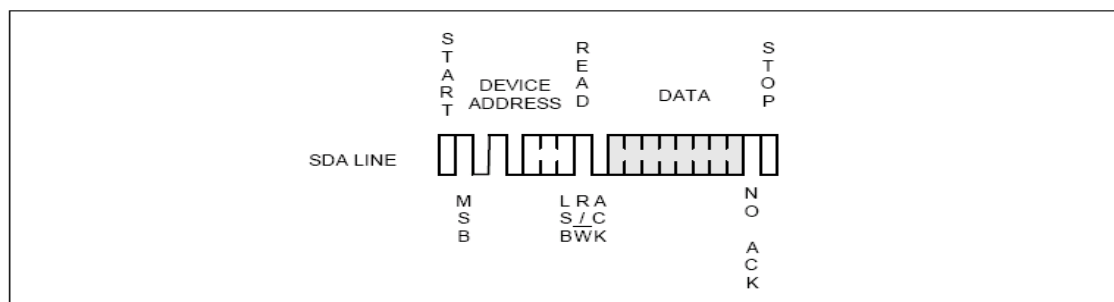 START
DEVICE
ADDRESS
READ
DATA
STOP
SDA LINE
MSB
LSB
R/W
ACK
NO ACK